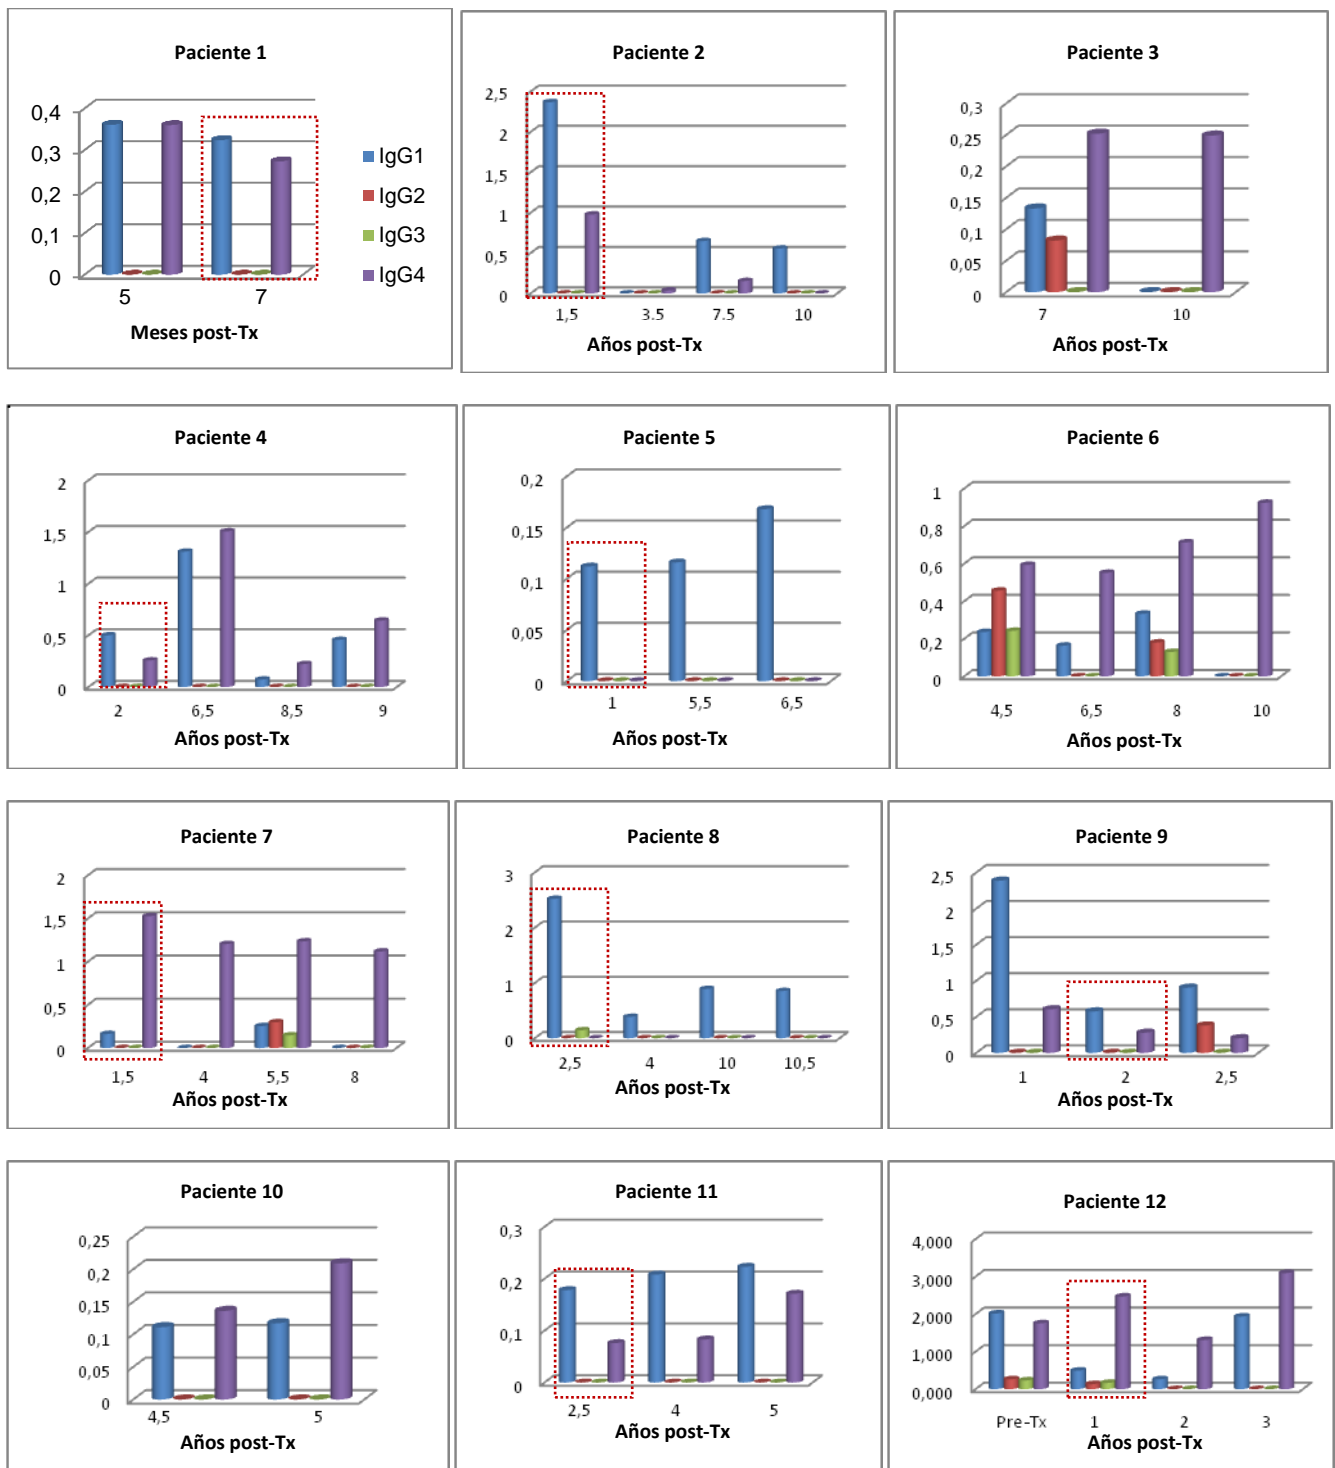 Paciente 1
0,4
0,3
0,2
0,1
0
5 7
Meses post-Tx
IgG1
IgG2
IgG3
IgG4
Paciente 2
2,5
2
1,5
1
0,5
0
1,5 3.5 7.5 10
Años post-Tx
Paciente 3
0,3
0,25
0,2
0,15
0,1
0,05
0
7 10
Años post-Tx
Paciente 4
2
1,5
1
0,5
0
2 6,5 8,5 9
Años post-Tx
Paciente 5
0,2
0,15
0,1
0,05
0
1 5,5 6,5
Años post-Tx
Paciente 6
1
0,8
0,6
0,4
0,2
0
4,5 6,5 8 10
Años post-Tx
Paciente 7
2
1,5
1
0,5
0
1,5 4 5,5 8
Años post-Tx
Paciente 8
3
2
1
0
2,5 4 10 10,5
Años post-Tx
Paciente 9
2,5
2
1,5
1
0,5
0
1 2 2,5
Años post-Tx
Paciente 10
0,25
0,2
0,15
0,1
0,05
0
4,5 5
Años post-Tx
Paciente 11
0,3
0,2
0,1
0
2,5 4 5
Años post-Tx
Paciente 12
4,000
3,000
2,000
1,000
0,000
Pre-Tx 1 2 3
Años post-Tx